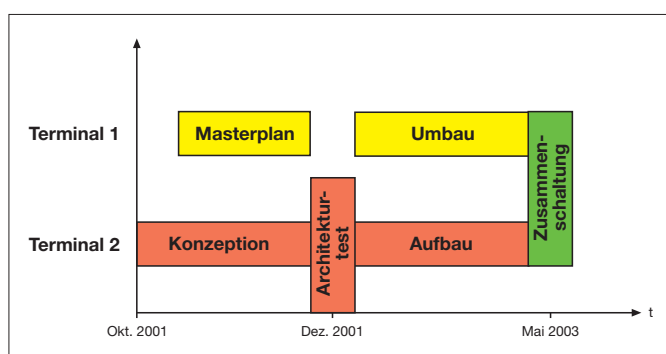 Terminal 1
Masterplan
Umbau
Zusammen-
schaltung
Architektur-
test
Terminal 2
Konzeption
Aufbau
t
Okt. 2001
Dez. 2001
Mai 2003